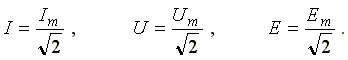 I = I_m / √2 , U = U_m / √2 , E = E_m / √2 .